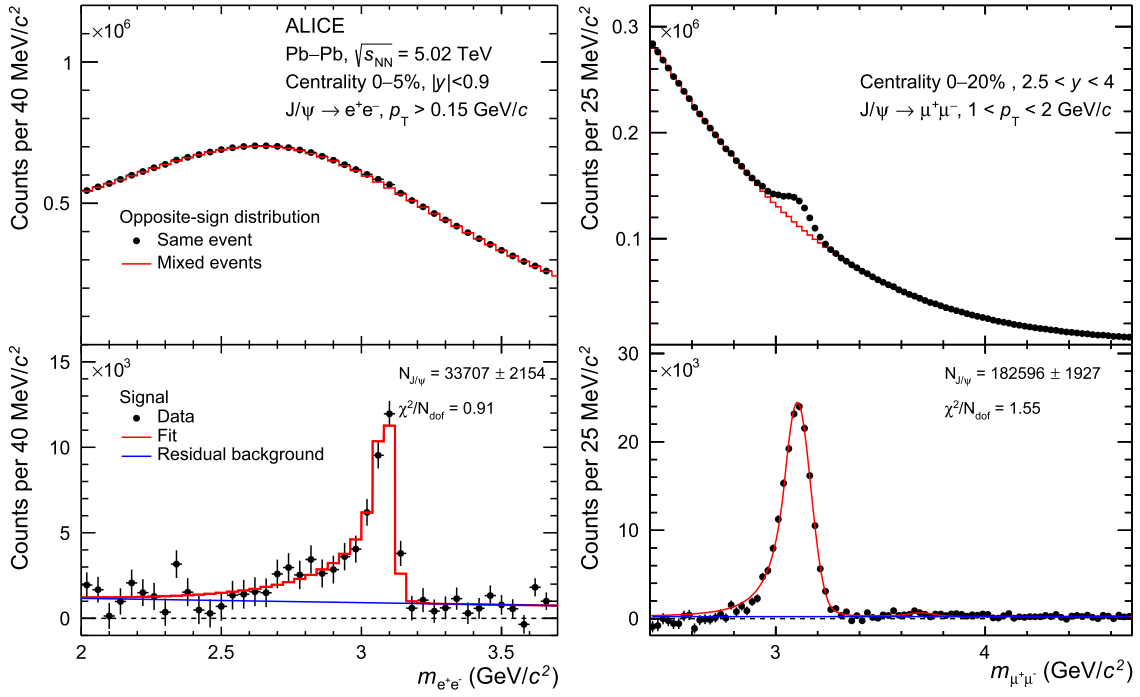 ×10⁶
ALICE
Pb–Pb, √s_NN = 5.02 TeV
Centrality 0–5%, |y|<0.9
J/ψ → e⁺e⁻, p_T > 0.15 GeV/c
Counts per 40 MeV/c²
1
0.5
Opposite-sign distribution
Same event
Mixed events
×10⁶
Centrality 0–20% , 2.5 < y < 4
J/ψ → μ⁺μ⁻, 1 < p_T < 2 GeV/c
Counts per 25 MeV/c²
0.3
0.2
0.1
×10³
N_J/ψ = 33707 ± 2154
χ²/N_dof = 0.91
Signal
Data
Fit
Residual background
Counts per 40 MeV/c²
15
10
5
0
2 2.5 3 3.5
m_e⁺e⁻ (GeV/c²)
×10³
N_J/ψ = 182596 ± 1927
χ²/N_dof = 1.55
Counts per 25 MeV/c²
30
20
10
0
3 4
m_μ⁺μ⁻ (GeV/c²)